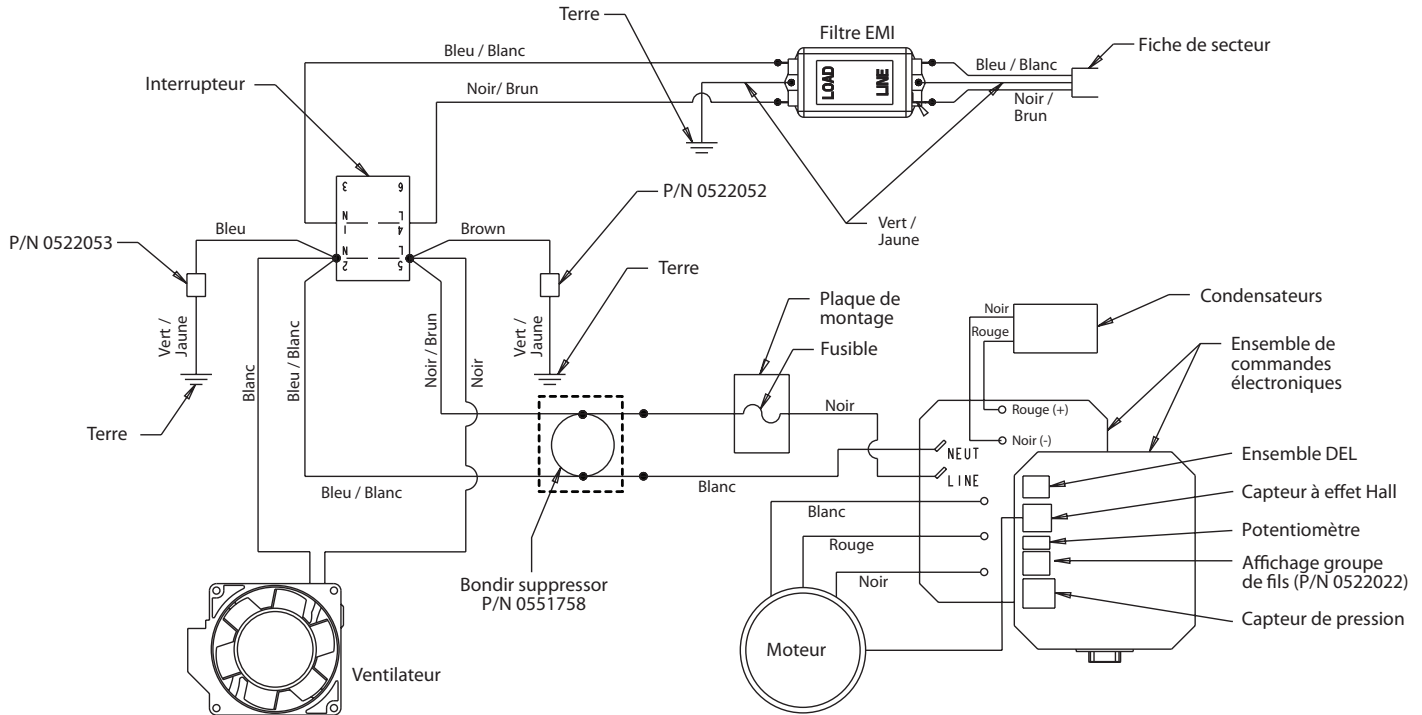 Terre
Filtre EMI
Fiche de secteur
Bleu / Blanc
Bleu / Blanc
Interrupteur
LOAD
LINE
Noir/ Brun
Noir /
Brun
Terre
3
6
P/N 0522052
N
L
1
4
Vert /
Jaune
Bleu
Brown
P/N 0522053
N
L
2
5
Terre
Plaque de
montage
Noir
Condensateurs
Vert /
Jaune
Noir / Brun
Noir
Vert /
Jaune
Rouge
Fusible
Ensemble de
commandes
électroniques
Blanc
Bleu / Blanc
Terre
Noir
Rouge (+)
Noir (-)
NEUT
Ensemble DEL
LINE
Bleu / Blanc
Blanc
Capteur à effet Hall
Blanc
Potentiomètre
Rouge
Affichage groupe
de fils (P/N 0522022)
Noir
Bondir suppressor
P/N 0551758
Capteur de pression
Moteur
Ventilateur